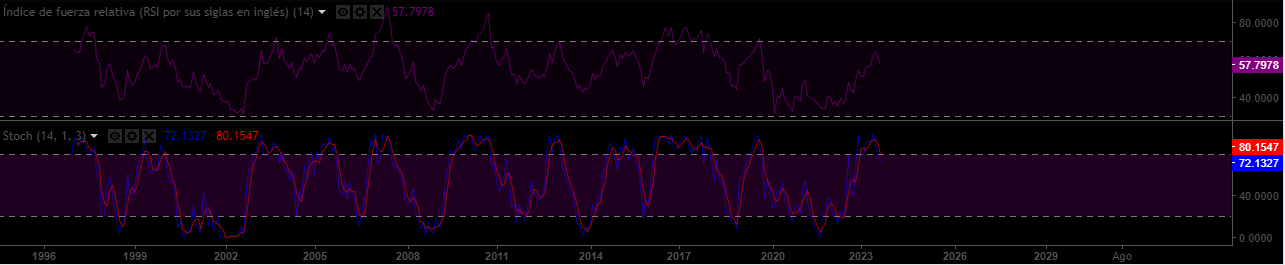 Índice de fuerza relativa (RSI por sus siglas en inglés) (14) 57.7978
80.0000
57.7978
40.0000
Stoch (14, 1, 3) 72.1327 80.1547
80.1547
72.1327
40.0000
0.0000
1996 1999 2002 2005 2008 2011 2014 2017 2020 2023 2026 2029 Ago